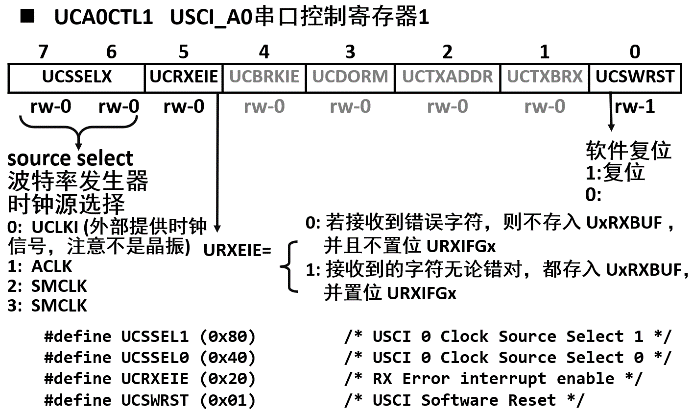 ■ UCA0CTL1 USCI_A0串口控制寄存器1
7 6 5 4 3 2 1 0
UCSSELX UCRXEIE UCBRKIE UCDORM UCTXADDR UCTXBRX UCSWRST
rw-0 rw-0 rw-0 rw-0 rw-0 rw-0 rw-0 rw-1
source select
波特率发生器
时钟源选择
0: UCLKI (外部提供时钟
信号，注意不是晶振)
1: ACLK
2: SMCLK
3: SMCLK
URXEIE=
0: 若接收到错误字符，则不存入 UxRXBUF，
并且不置位 URXIFGx
1: 接收到的字符无论错对，都存入 UxRXBUF,
并置位 URXIFGx
软件复位
1:复位
0:
#define UCSSEL1 (0x80) /* USCI 0 Clock Source Select 1 */
#define UCSSEL0 (0x40) /* USCI 0 Clock Source Select 0 */
#define UCRXEIE (0x20) /* RX Error interrupt enable */
#define UCSWRST (0x01) /* USCI Software Reset */